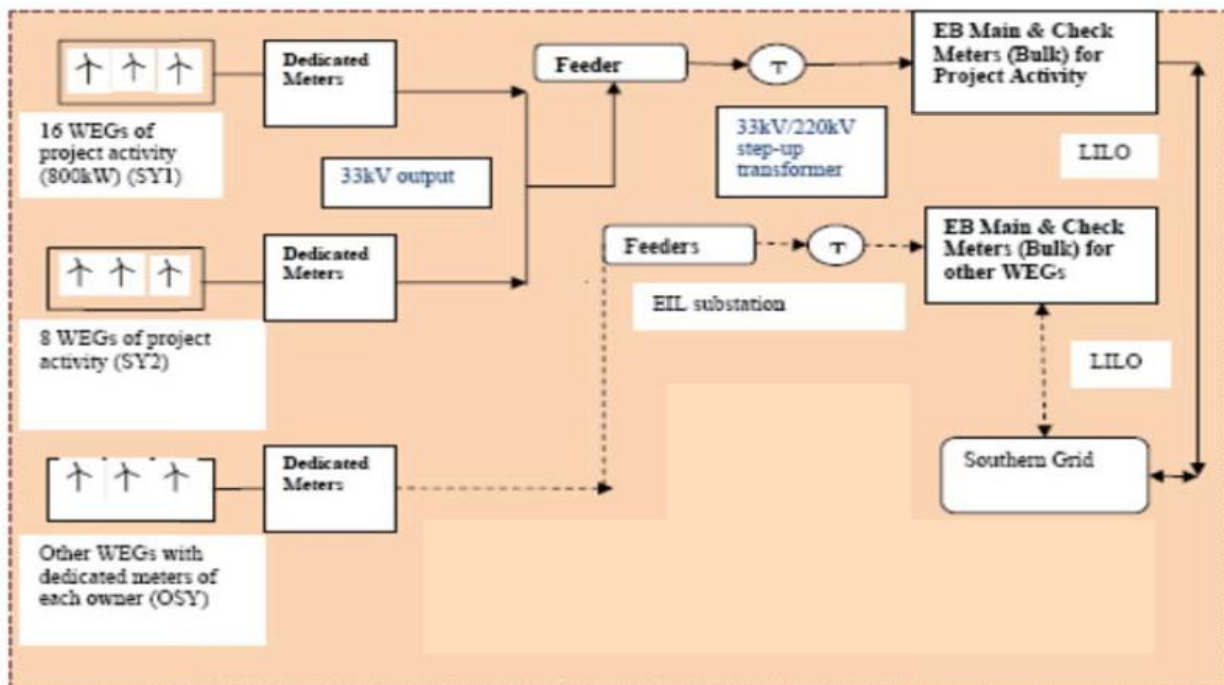 Dedicated
Meters
16 WEGs of
project activity
(800kW) (SY1)
33kV output
Feeder
T
33kV/220kV
step-up
transformer
EB Main & Check
Meters (Bulk) for
Project Activity
LILO
Dedicated
Meters
8 WEGs of project
activity (SY2)
Feeders
T
EIL substation
EB Main & Check
Meters (Bulk) for
other WEGs
LILO
Southern Grid
Dedicated
Meters
Other WEGs with
dedicated meters of
each owner (OSY)